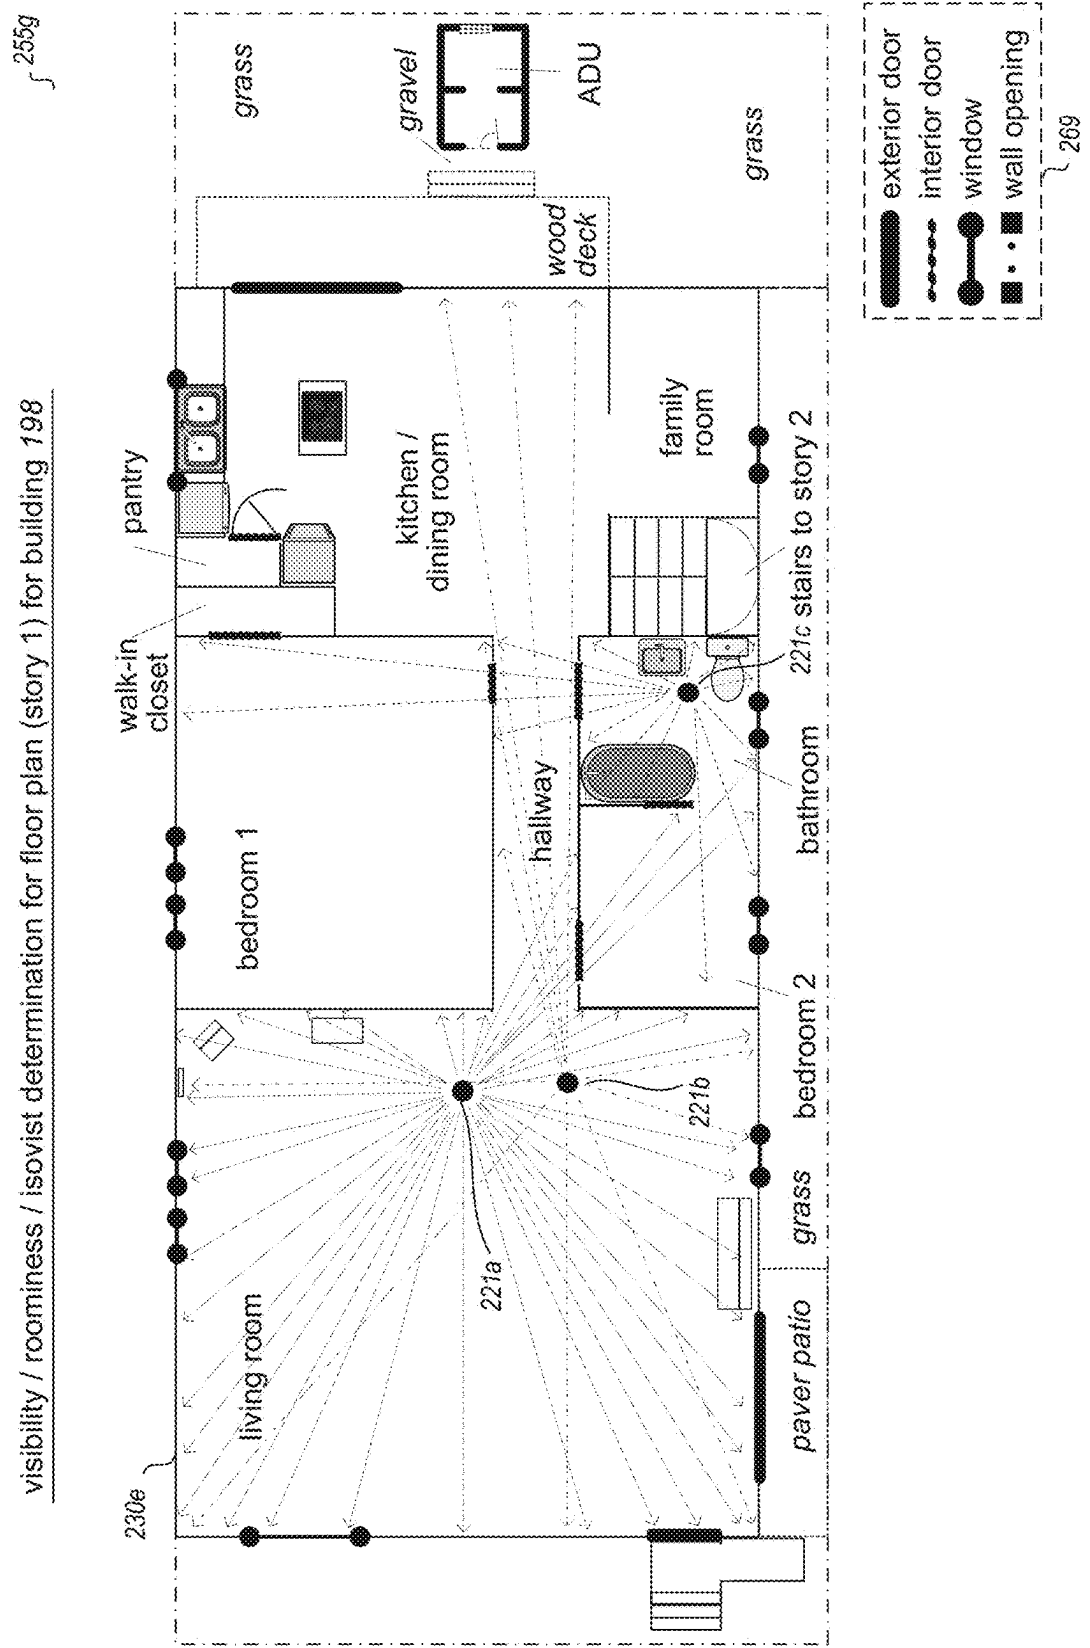 255g
visibility / roominess / isovist determination for floor plan (story 1) for building 198
230e
living room
bedroom 1
walk-in
closet
pantry
kitchen /
dining room
hallway
family
room
wood
deck
grass
gravel
ADU
grass
221a
221b
221c
stairs to story 2
bathroom
bedroom 2
grass
paver patio
exterior door
interior door
window
wall opening
269